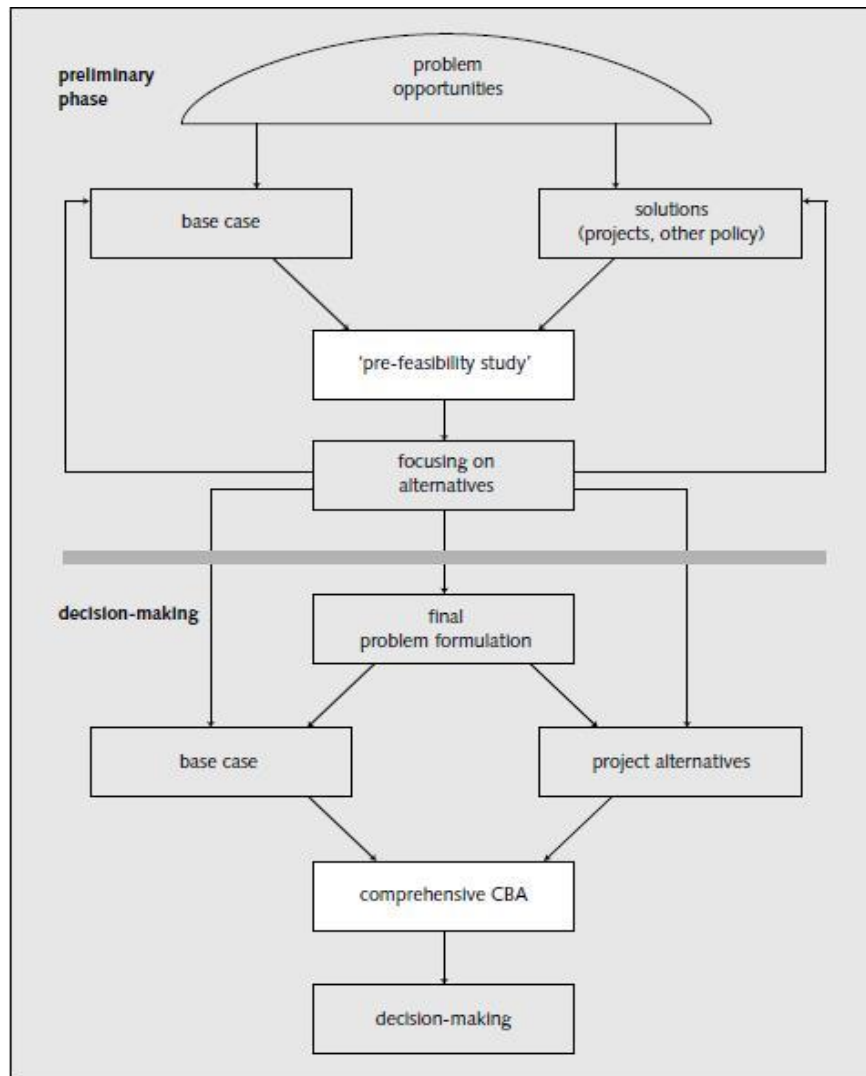 problem
opportunities
preliminary
phase
base case
solutions
(projects, other policy)
'pre-feasibility study'
focusing on
alternatives
decision-making
final
problem formulation
base case
project alternatives
comprehensive CBA
decision-making